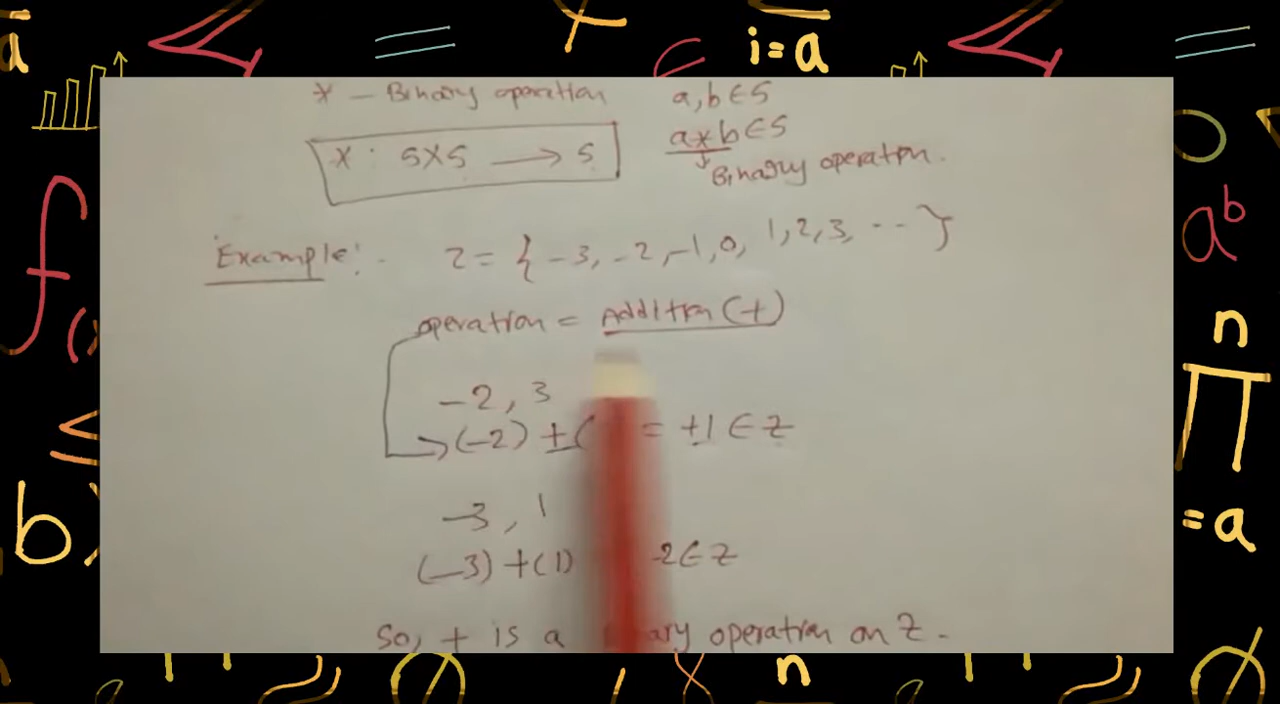 * – Binary operation a, b ∈ S
* : S×S → S a * b ∈ S
Binary operation.
Example:- Z = { -3, -2, -1, 0, 1, 2, 3, -- }
operation = Addition (+)
-2, 3
(-2) + ( = +1 ∈ Z
-3, 1
(-3) + (1) -2 ∈ Z
So, + is a ary operation on Z.
a
i=a
f(
a^b
n
∏
≤
b)
=a
n